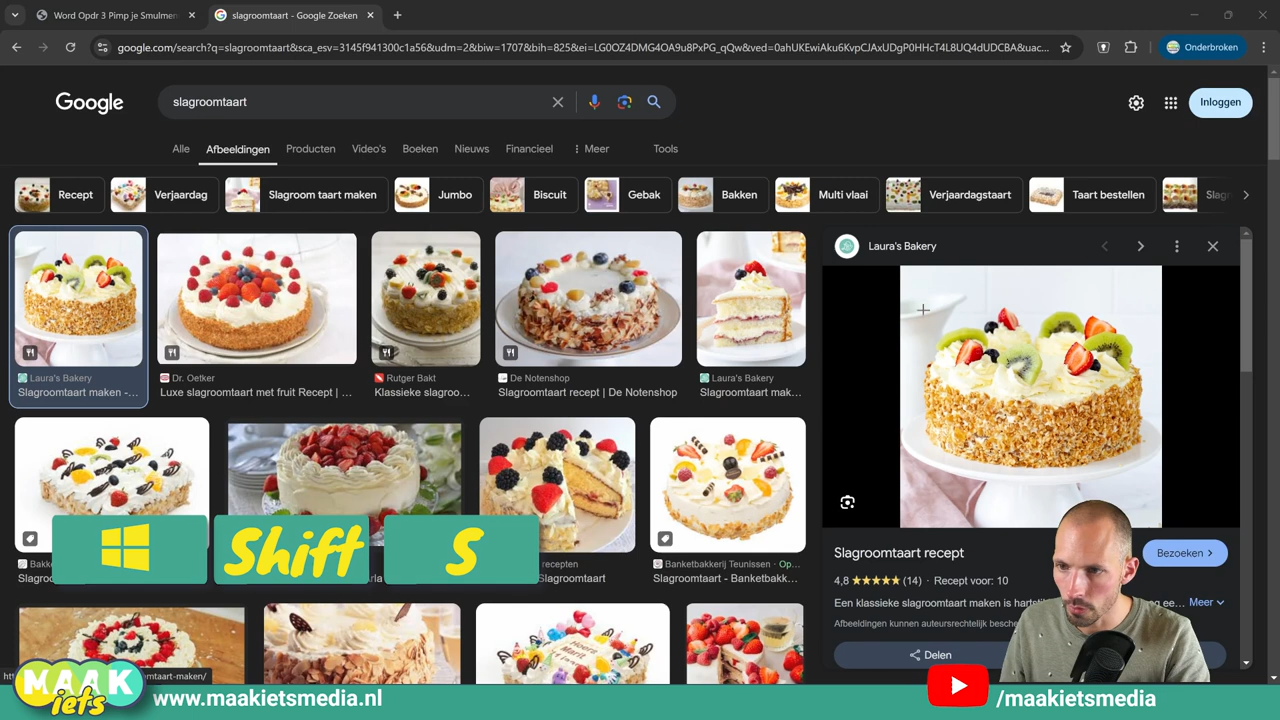 Word Opdr 3 Pimp je Smulmen
slagroomtaart - Google Zoeken
google.com/search?q=slagroomtaart&sca_esv=3145f941300c1a56&udm=2&biw=1707&bih=825&ei=LG0OZ4DMG4OA9u8PxPG_qQw&ved=0ahUKEwiAku6KvpCJAxUDgP0HHcT4L8UQ4dUDCBA&uac...
Onderbroken
Google
slagroomtaart
Inloggen
Alle
Afbeeldingen
Producten
Video's
Boeken
Nieuws
Financieel
Meer
Tools
Recept
Verjaardag
Slagroom taart maken
Jumbo
Biscuit
Gebak
Bakken
Multi vlaai
Verjaardagstaart
Taart bestellen
Slagr
Laura's Bakery
Slagroomtaart maken -...
Dr. Oetker
Luxe slagroomtaart met fruit Recept | ...
Rutger Bakt
Klassieke slagroo...
De Notenshop
Slagroomtaart recept | De Notenshop
Laura's Bakery
Slagroomtaart mak...
Laura's Bakery
Shift
S
recepten
Slagroomtaart
Banketbakkerij Teunissen · Op...
Slagroomtaart - Banketbakk...
Slagroomtaart recept
Bezoeken
4,8 (14) · Recept voor: 10
Een klassieke slagroomtaart maken is harts
Meer
Afbeeldingen kunnen auteursrechtelijk besche
Delen
omtaart-maken/
MAAK
iets
www.maakietsmedia.nl
/maakietsmedia